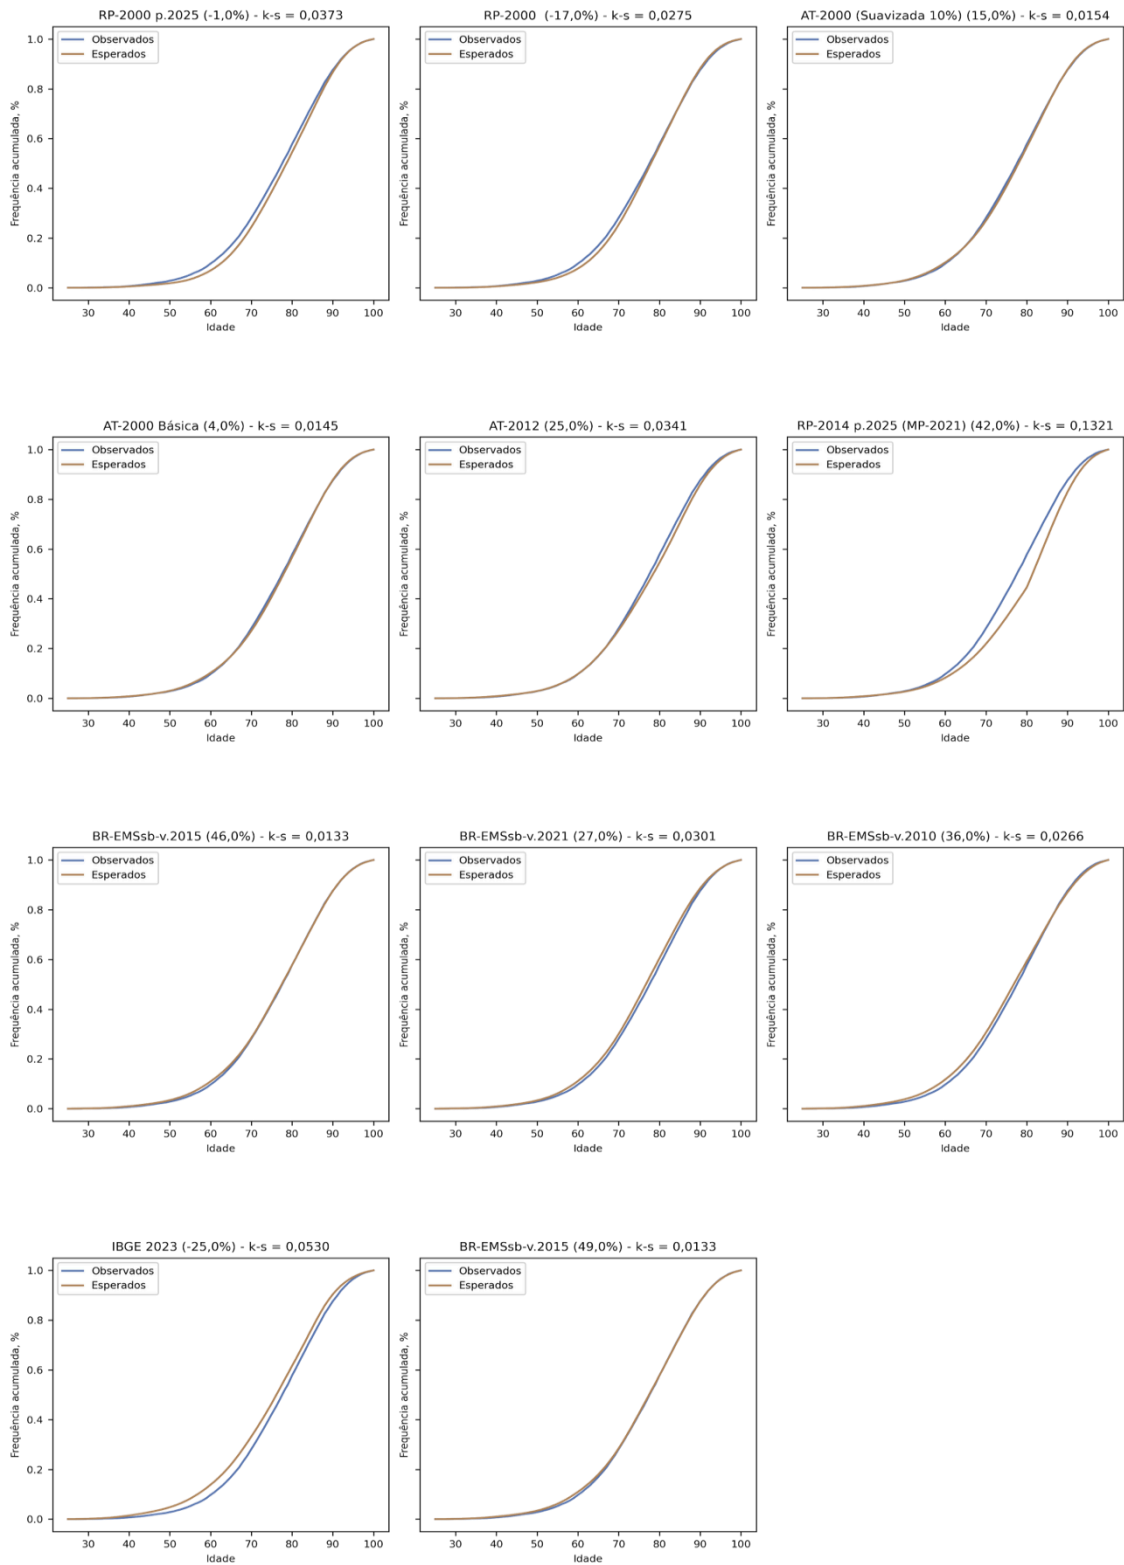 RP-2000 p.2025 (-1,0%) - k-s = 0,0373
Observados
Esperados
Frequência acumulada, %
1.0
0.8
0.6
0.4
0.2
0.0
30 40 50 60 70 80 90 100
Idade
RP-2000 (-17,0%) - k-s = 0,0275
Observados
Esperados
Frequência acumulada, %
30 40 50 60 70 80 90 100
Idade
AT-2000 (Suavizada 10%) (15,0%) - k-s = 0,0154
Observados
Esperados
Frequência acumulada, %
30 40 50 60 70 80 90 100
Idade
AT-2000 Básica (4,0%) - k-s = 0,0145
Observados
Esperados
Frequência acumulada, %
1.0
0.8
0.6
0.4
0.2
0.0
30 40 50 60 70 80 90 100
Idade
AT-2012 (25,0%) - k-s = 0,0341
Observados
Esperados
Frequência acumulada, %
30 40 50 60 70 80 90 100
Idade
RP-2014 p.2025 (MP-2021) (42,0%) - k-s = 0,1321
Observados
Esperados
Frequência acumulada, %
30 40 50 60 70 80 90 100
Idade
BR-EMSsb-v.2015 (46,0%) - k-s = 0,0133
Observados
Esperados
Frequência acumulada, %
1.0
0.8
0.6
0.4
0.2
0.0
30 40 50 60 70 80 90 100
Idade
BR-EMSsb-v.2021 (27,0%) - k-s = 0,0301
Observados
Esperados
Frequência acumulada, %
30 40 50 60 70 80 90 100
Idade
BR-EMSsb-v.2010 (36,0%) - k-s = 0,0266
Observados
Esperados
Frequência acumulada, %
30 40 50 60 70 80 90 100
Idade
IBGE 2023 (-25,0%) - k-s = 0,0530
Observados
Esperados
Frequência acumulada, %
1.0
0.8
0.6
0.4
0.2
0.0
30 40 50 60 70 80 90 100
Idade
BR-EMSsb-v.2015 (49,0%) - k-s = 0,0133
Observados
Esperados
Frequência acumulada, %
30 40 50 60 70 80 90 100
Idade